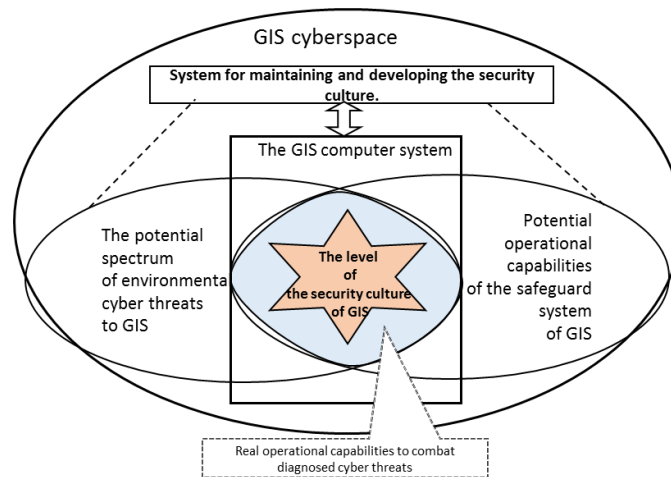 GIS cyberspace
System for maintaining and developing the security
culture.
The GIS computer system
The potential
spectrum
of environmenta
cyber threats
to GIS
The level
of
the security culture
of GIS
Potential
operational
capabilities
of the safeguard
system
of GIS
Real operational capabilities to combat
diagnosed cyber threats